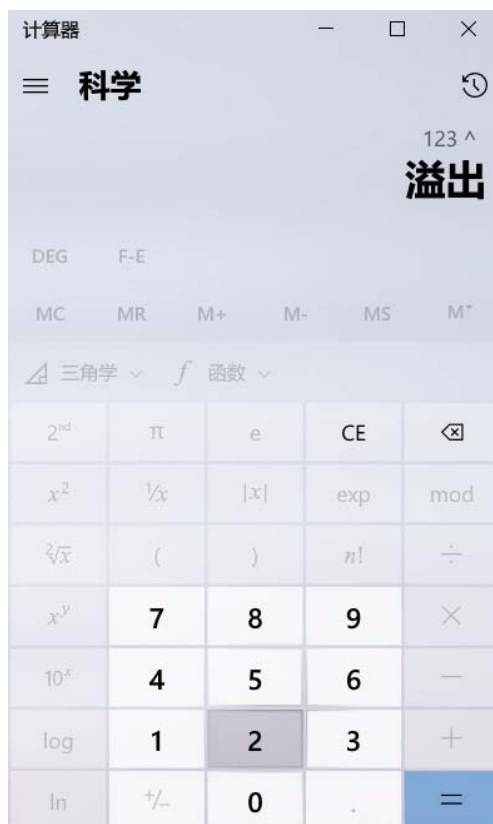 计算器
科学
123 ^
溢出
DEG F-E
MC MR M+ M- MS M˅
三角学 f 函数
2ⁿᵈ π e CE
x² ¹/x |x| exp mod
²√x ( ) n! ÷
xʸ 7 8 9 ×
10ˣ 4 5 6 −
log 1 2 3 +
ln +/− 0 . =